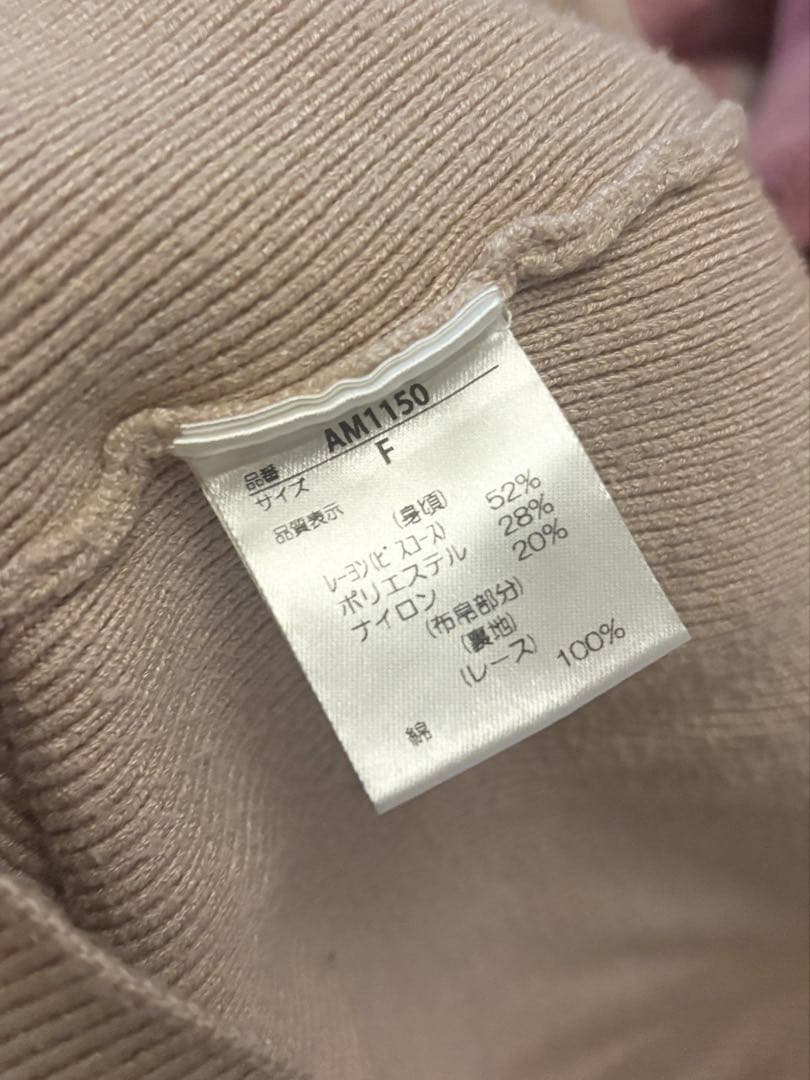 品番 AM1150
サイズ F
品質表示 (身頃)
レーヨン(ビスコース) 52%
ポリエステル 28%
ナイロン 20%
(布帛部分)
(裏地)
(レース)
綿 100%